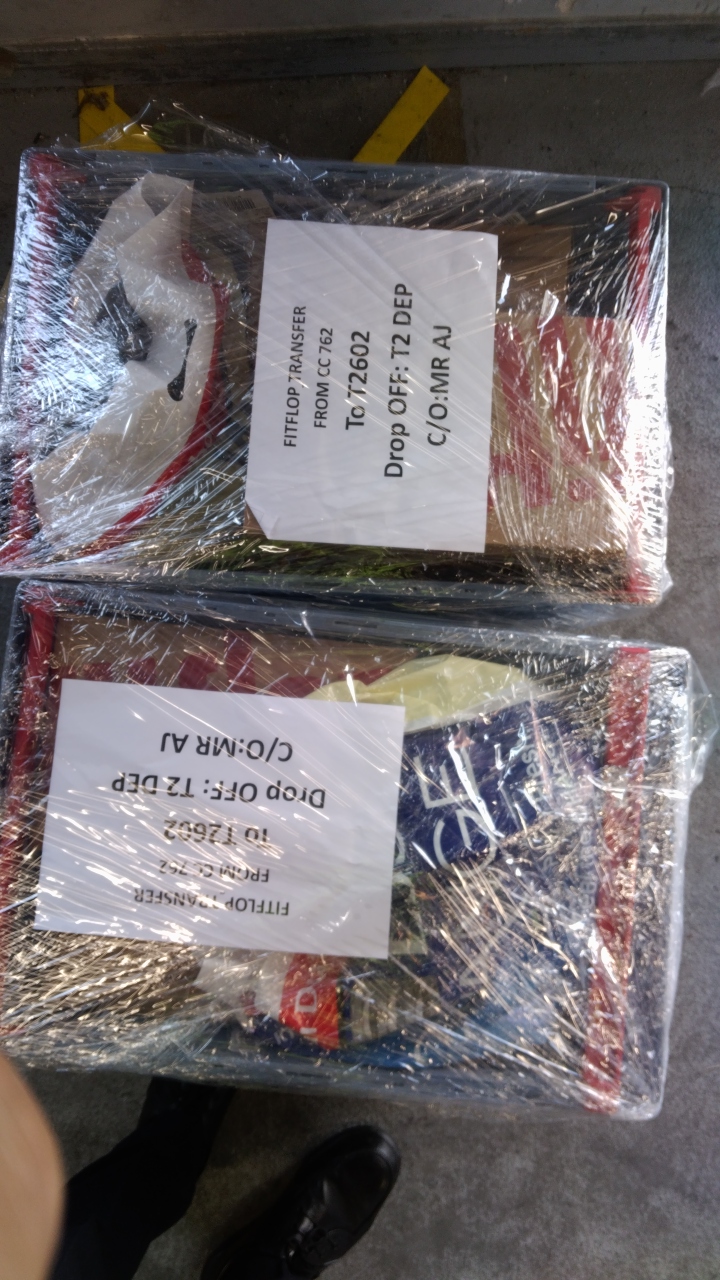 FITFLOP TRANSFER
FROM CC 762
To T2602
Drop OFF: T2 DEP
C/O:MR AJ
FITFLOP TRANSFER
FROM CC 762
To T2602
Drop OFF: T2 DEP
C/O:MR AJ